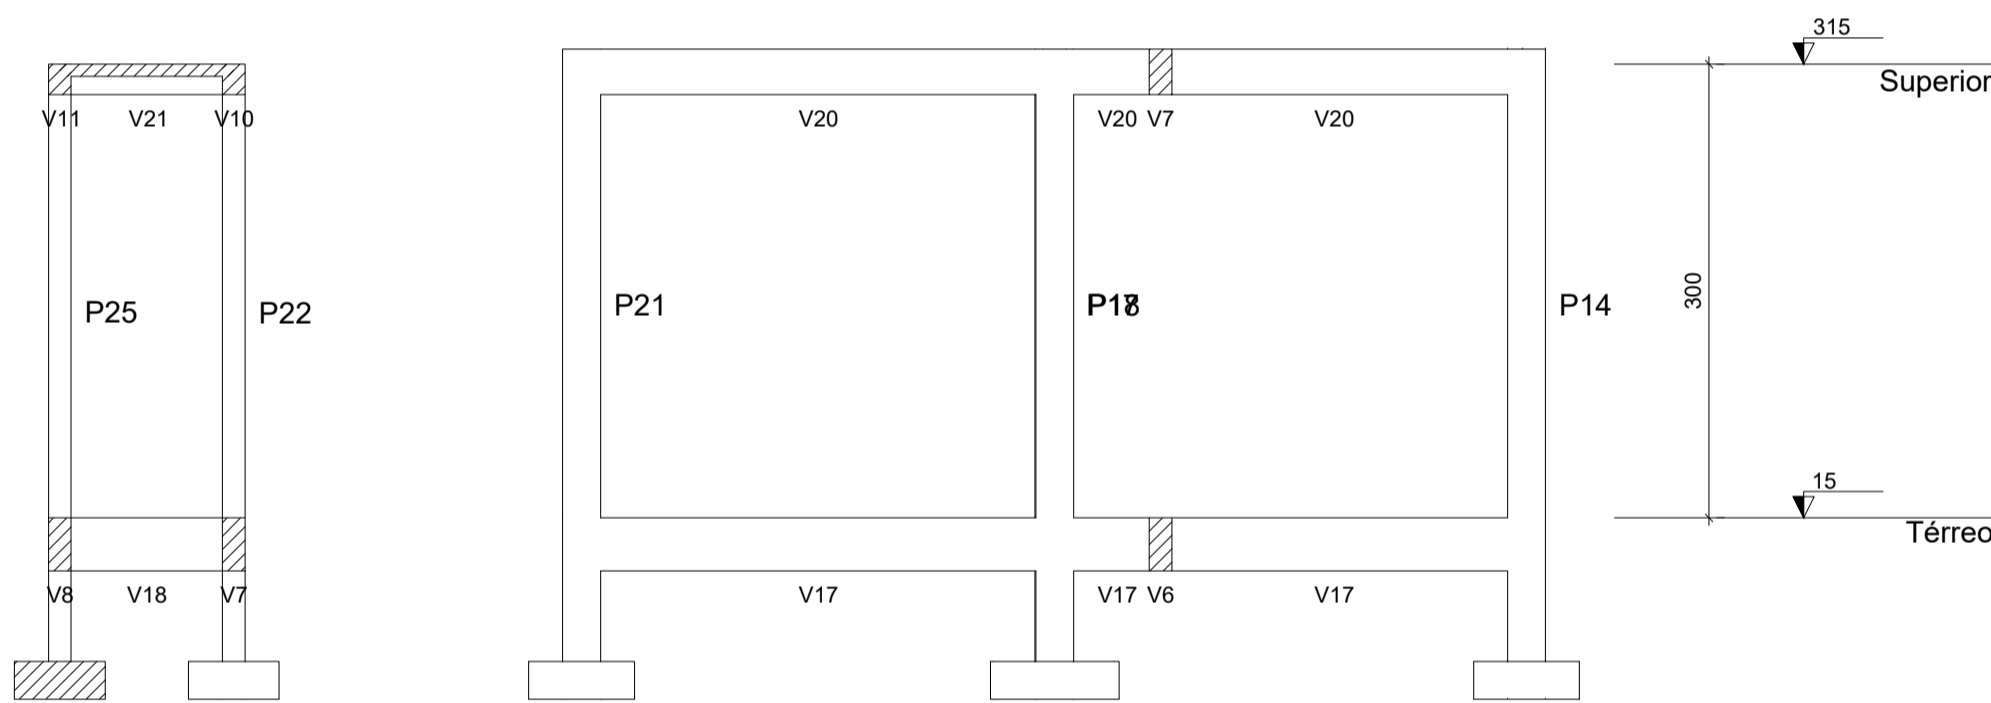 315
Superior
V11 V21 V10
V20 V20 V7 V20
P25 P22
P21 P14
300
15
Térreo
V8 V18 V7
V17 V17 V6 V17